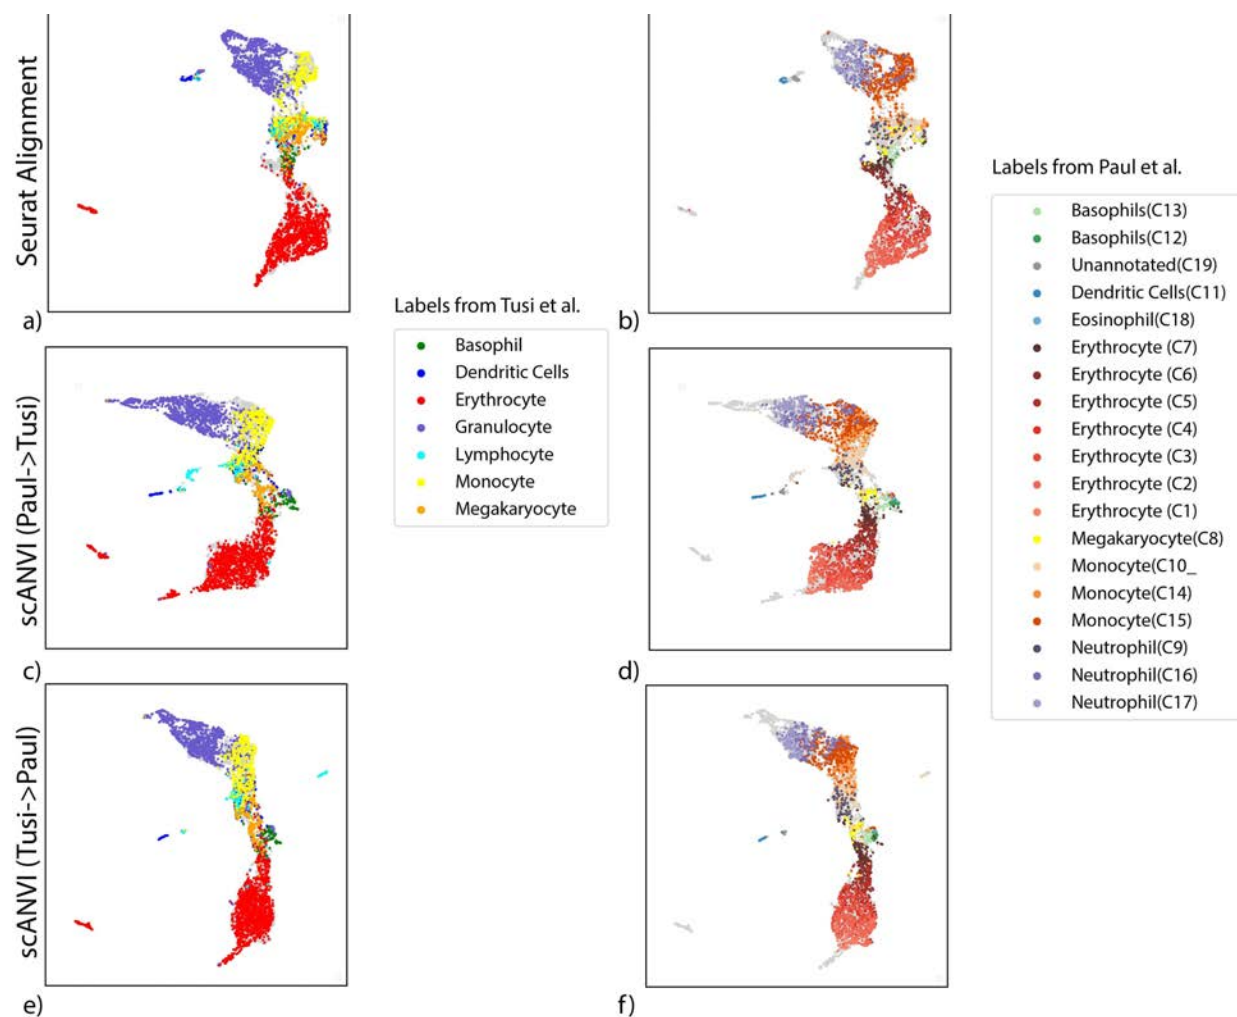 Seurat Alignment
a)
b)
scANVI (Paul->Tusi)
c)
d)
scANVI (Tusi->Paul)
e)
f)
Labels from Tusi et al.
Basophil
Dendritic Cells
Erythrocyte
Granulocyte
Lymphocyte
Monocyte
Megakaryocyte
Labels from Paul et al.
Basophils(C13)
Basophils(C12)
Unannotated(C19)
Dendritic Cells(C11)
Eosinophil(C18)
Erythrocyte (C7)
Erythrocyte (C6)
Erythrocyte (C5)
Erythrocyte (C4)
Erythrocyte (C3)
Erythrocyte (C2)
Erythrocyte (C1)
Megakaryocyte(C8)
Monocyte(C10_
Monocyte(C14)
Monocyte(C15)
Neutrophil(C9)
Neutrophil(C16)
Neutrophil(C17)